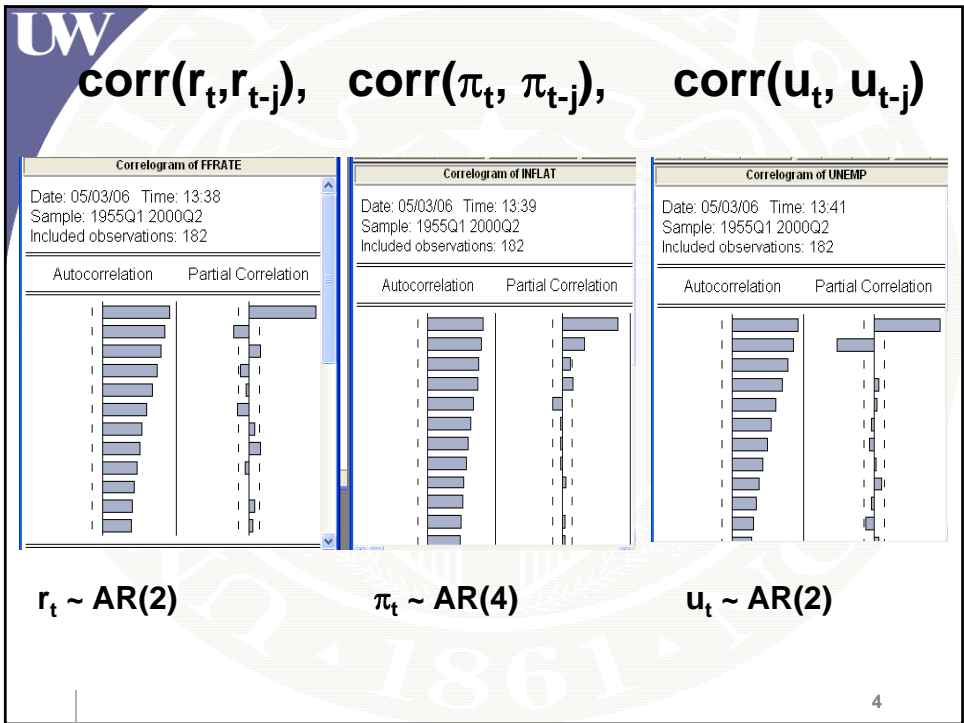 UW
corr(rₜ,rₜ₋ⱼ), corr(πₜ, πₜ₋ⱼ), corr(uₜ, uₜ₋ⱼ)
Correlogram of FFRATE
Date: 05/03/06 Time: 13:38
Sample: 1955Q1 2000Q2
Included observations: 182
Autocorrelation Partial Correlation
Correlogram of INFLAT
Date: 05/03/06 Time: 13:39
Sample: 1955Q1 2000Q2
Included observations: 182
Autocorrelation Partial Correlation
Correlogram of UNEMP
Date: 05/03/06 Time: 13:41
Sample: 1955Q1 2000Q2
Included observations: 182
Autocorrelation Partial Correlation
rₜ ~ AR(2) πₜ ~ AR(4) uₜ ~ AR(2)
1861
4